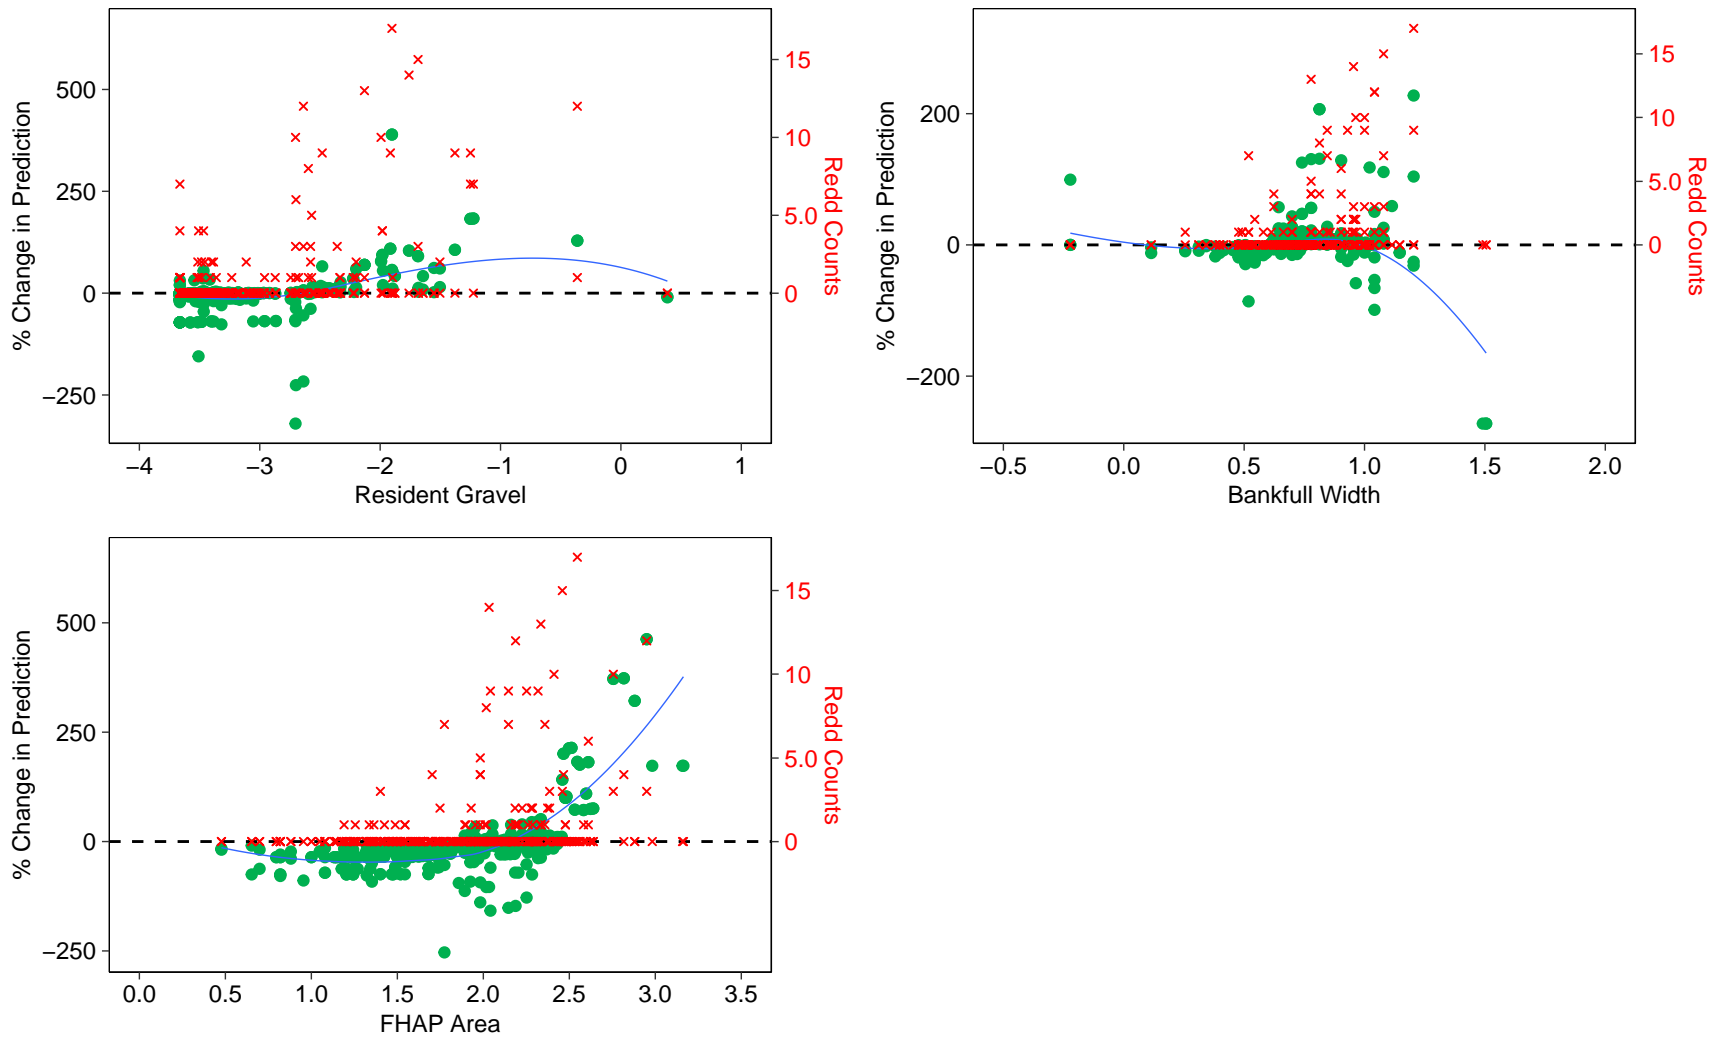 % Change in Prediction
500
250
0
−250
15
10
5.0
0
Redd Counts
−4 −3 −2 −1 0 1
Resident Gravel
% Change in Prediction
200
0
−200
15
10
5.0
0
Redd Counts
−0.5 0.0 0.5 1.0 1.5 2.0
Bankfull Width
% Change in Prediction
500
250
0
−250
15
10
5.0
0
Redd Counts
0.0 0.5 1.0 1.5 2.0 2.5 3.0 3.5
FHAP Area